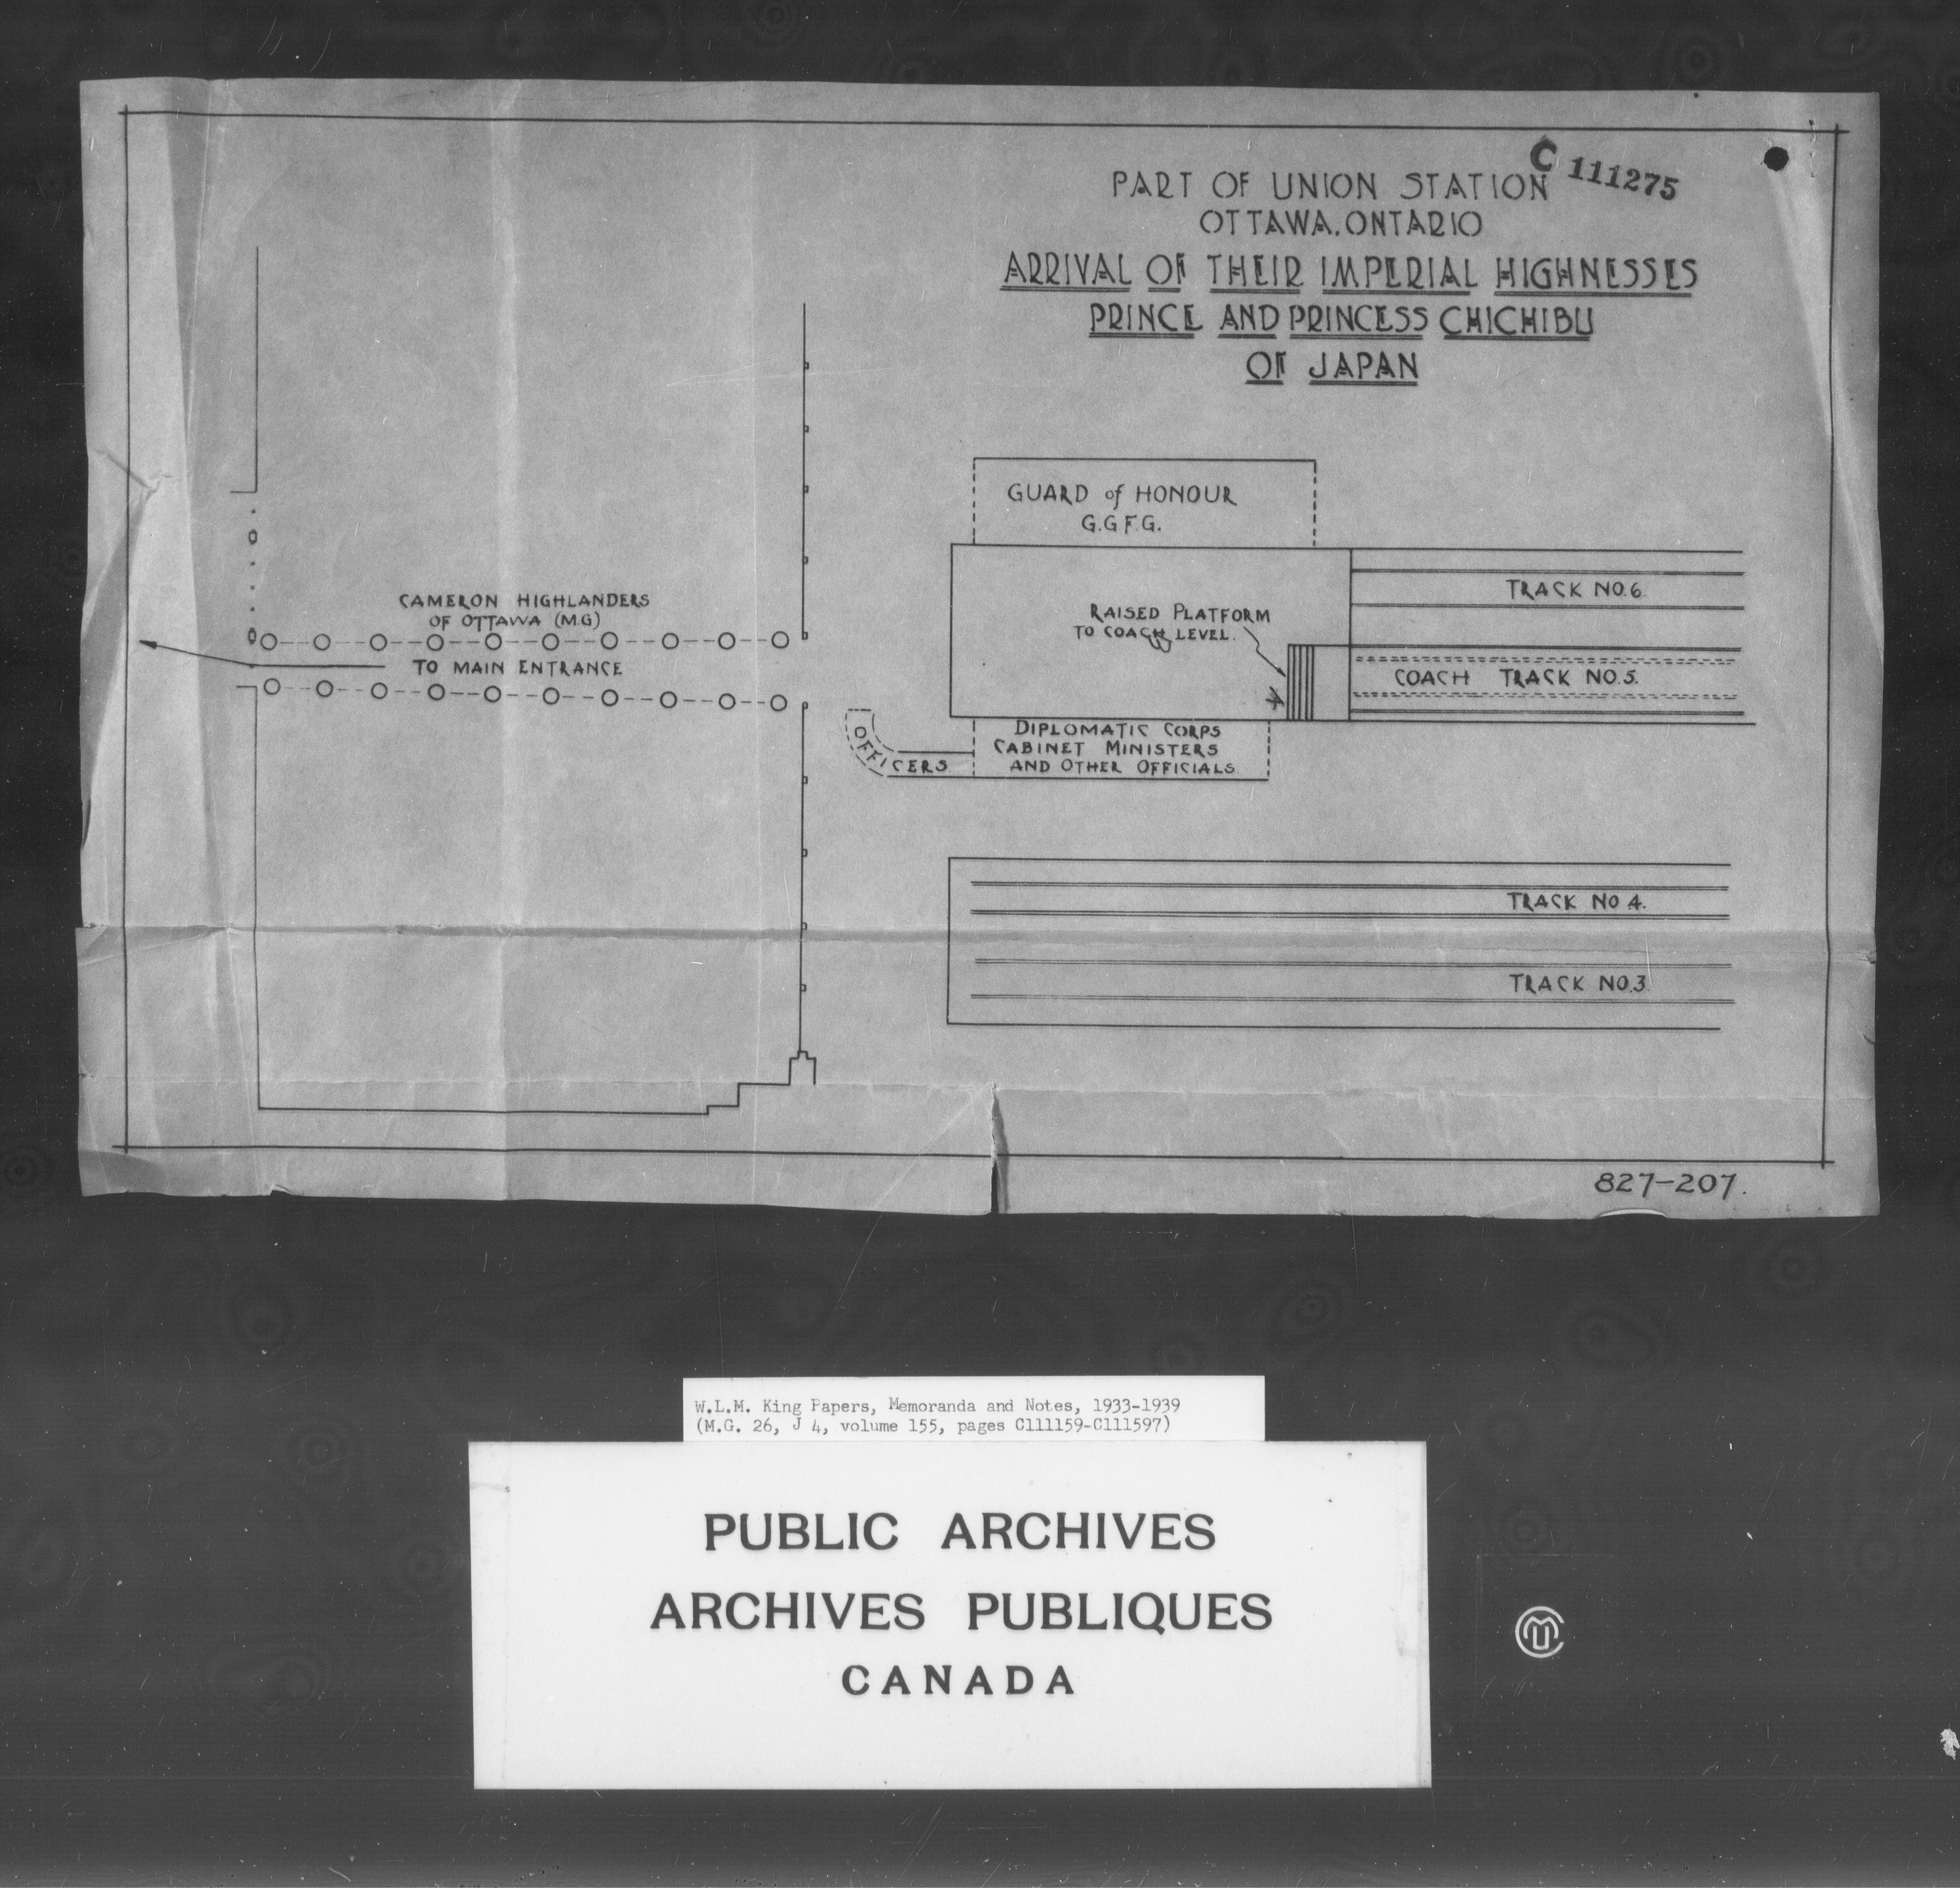 C 111275
PART OF UNION STATION
OTTAWA, ONTARIO
ARRIVAL OF THEIR IMPERIAL HIGHNESSES
PRINCE AND PRINCESS CHICHIBU
OF JAPAN
GUARD of HONOUR
G.G.F.G.
TRACK NO.6
RAISED PLATFORM
TO COACH LEVEL.
CAMERON HIGHLANDERS
OF OTTAWA (M.G)
TO MAIN ENTRANCE
COACH TRACK NO.5.
OFFICERS
DIPLOMATIC CORPS
CABINET MINISTERS
AND OTHER OFFICIALS.
TRACK NO 4.
TRACK NO.3.
827-207.
W.L.M. King Papers, Memoranda and Notes, 1933-1939
(M.G. 26, J 4, volume 155, pages C111159-C111597)
PUBLIC ARCHIVES
ARCHIVES PUBLIQUES
CANADA